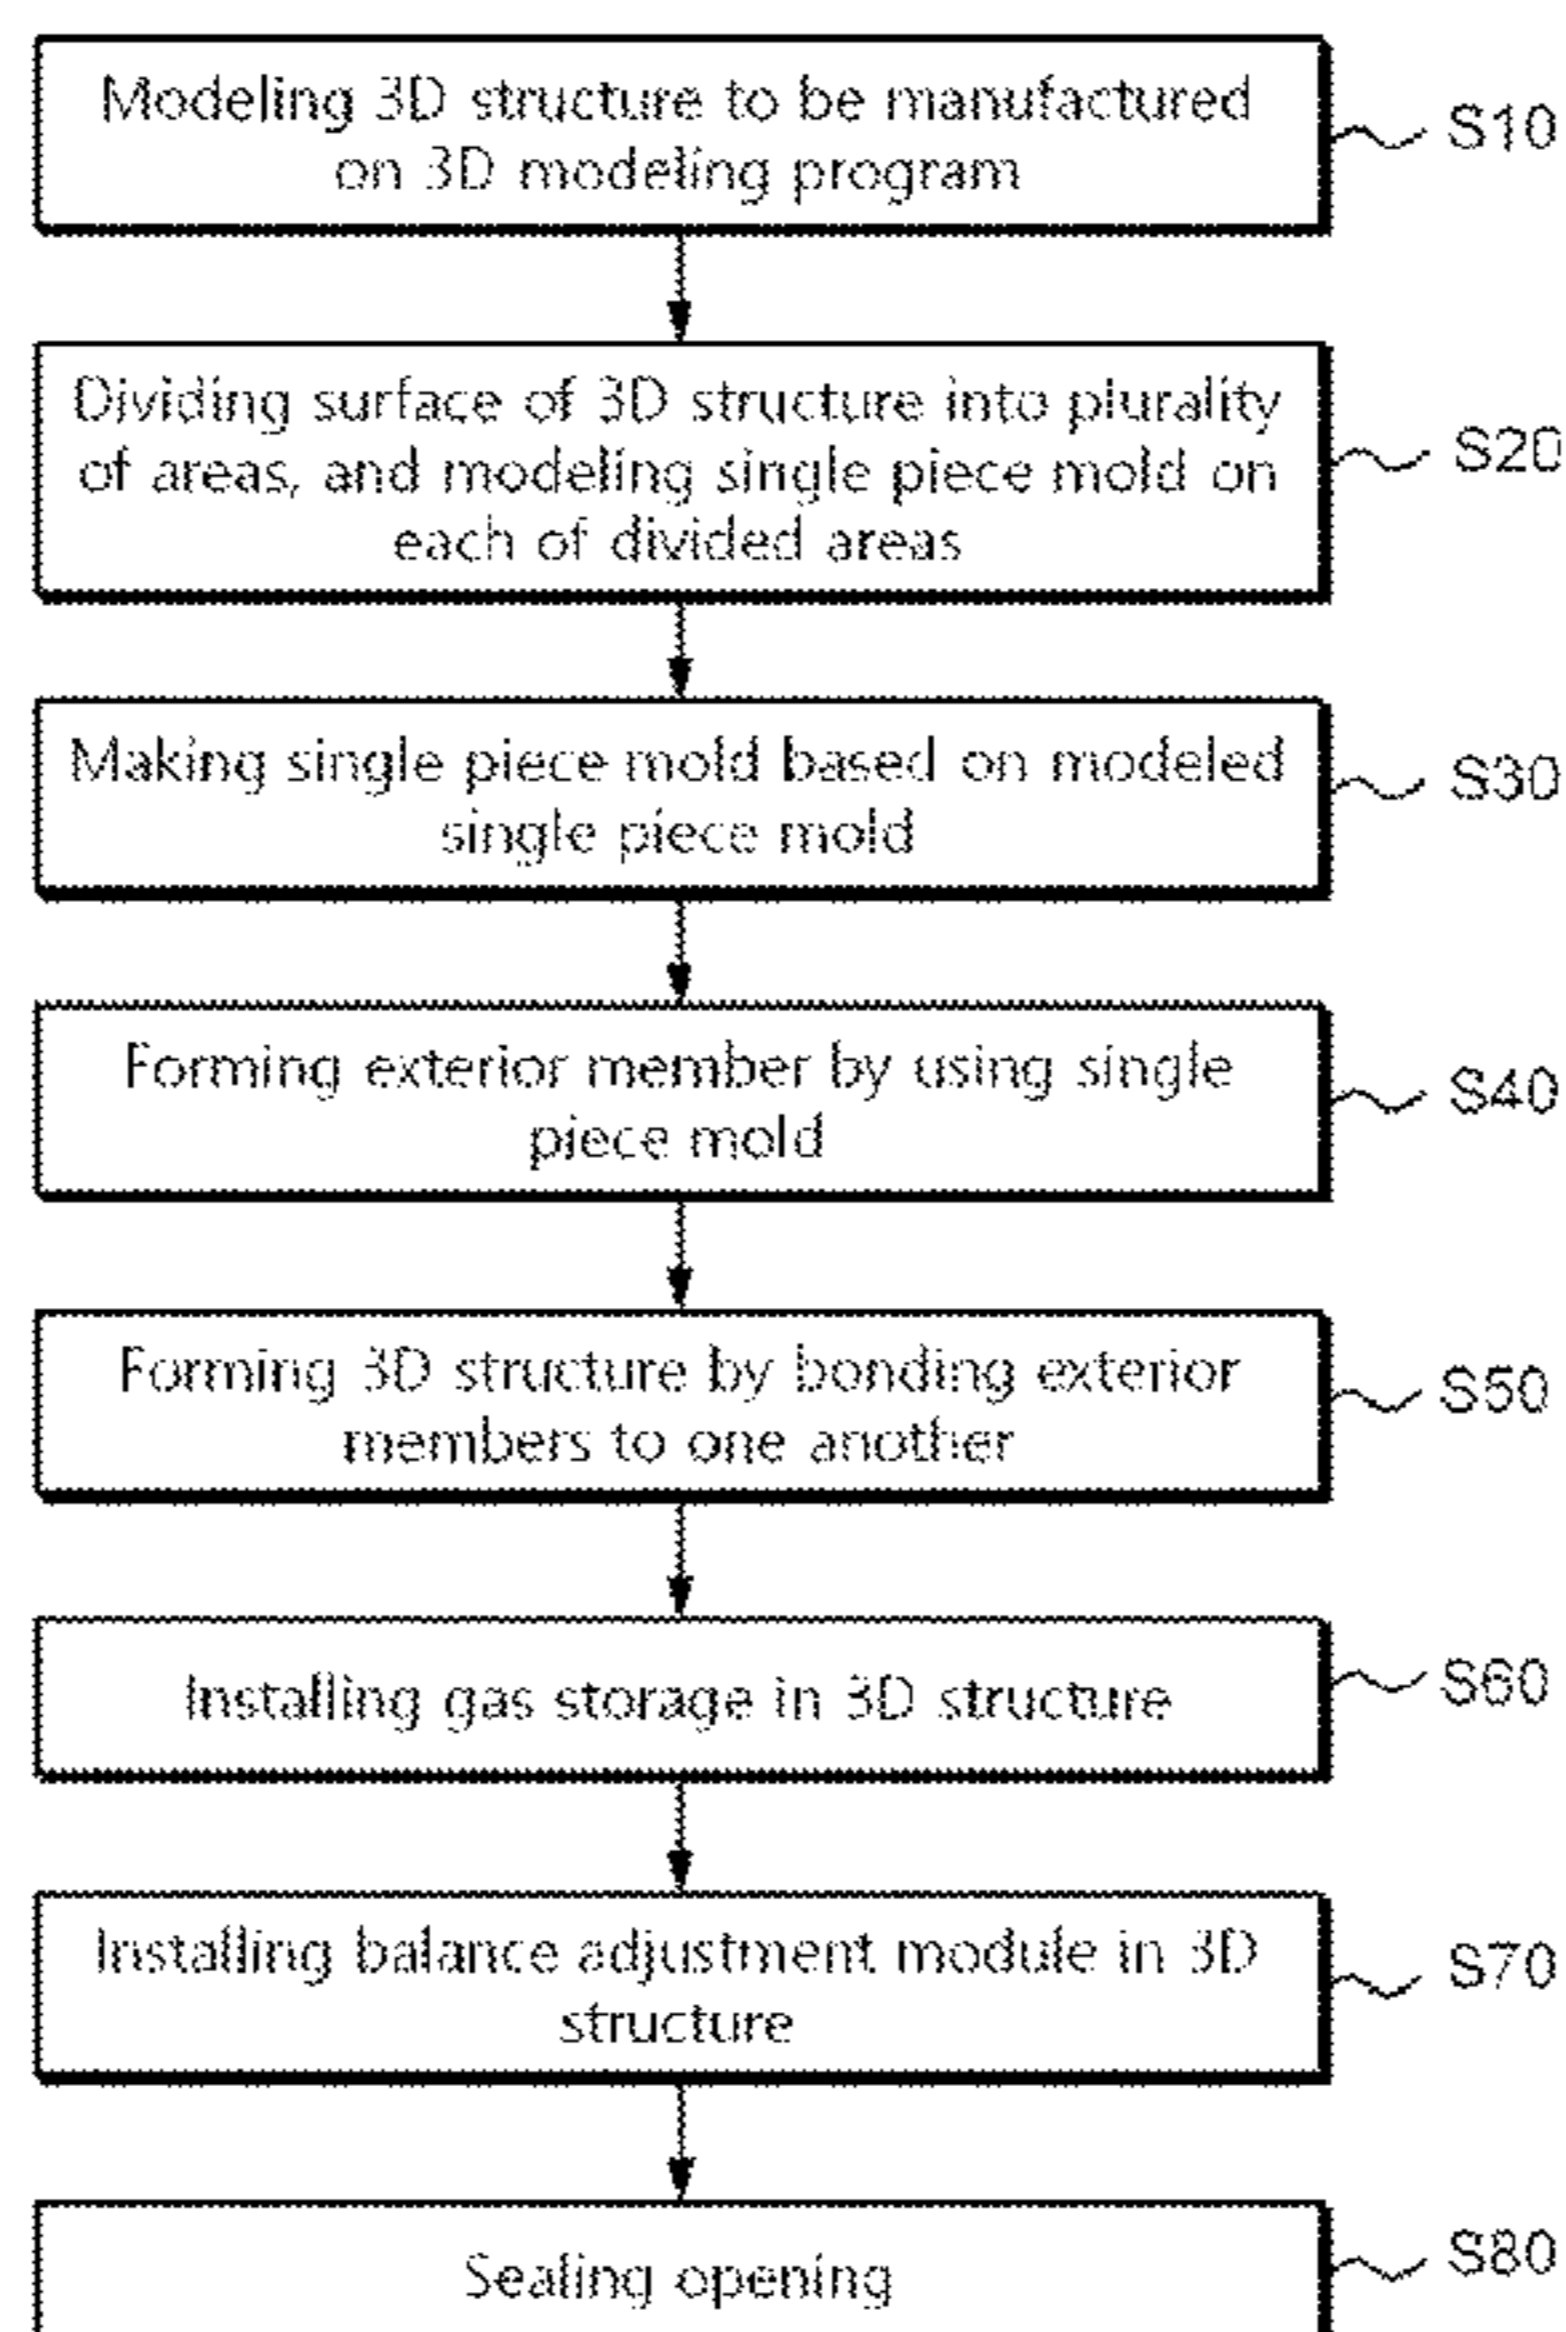 Modeling 3D structure to be manufactured
on 3D modeling program
S10
Dividing surface of 3D structure into plurality
of areas, and modeling single piece mold on
each of divided areas
S20
Making single piece mold based on modeled
single piece mold
S30
Forming exterior member by using single
piece mold
S40
Forming 3D structure by bonding exterior
members to one another
S50
Installing gas storage in 3D structure
S60
Installing balance adjustment module in 3D
structure
S70
Sealing opening
S80